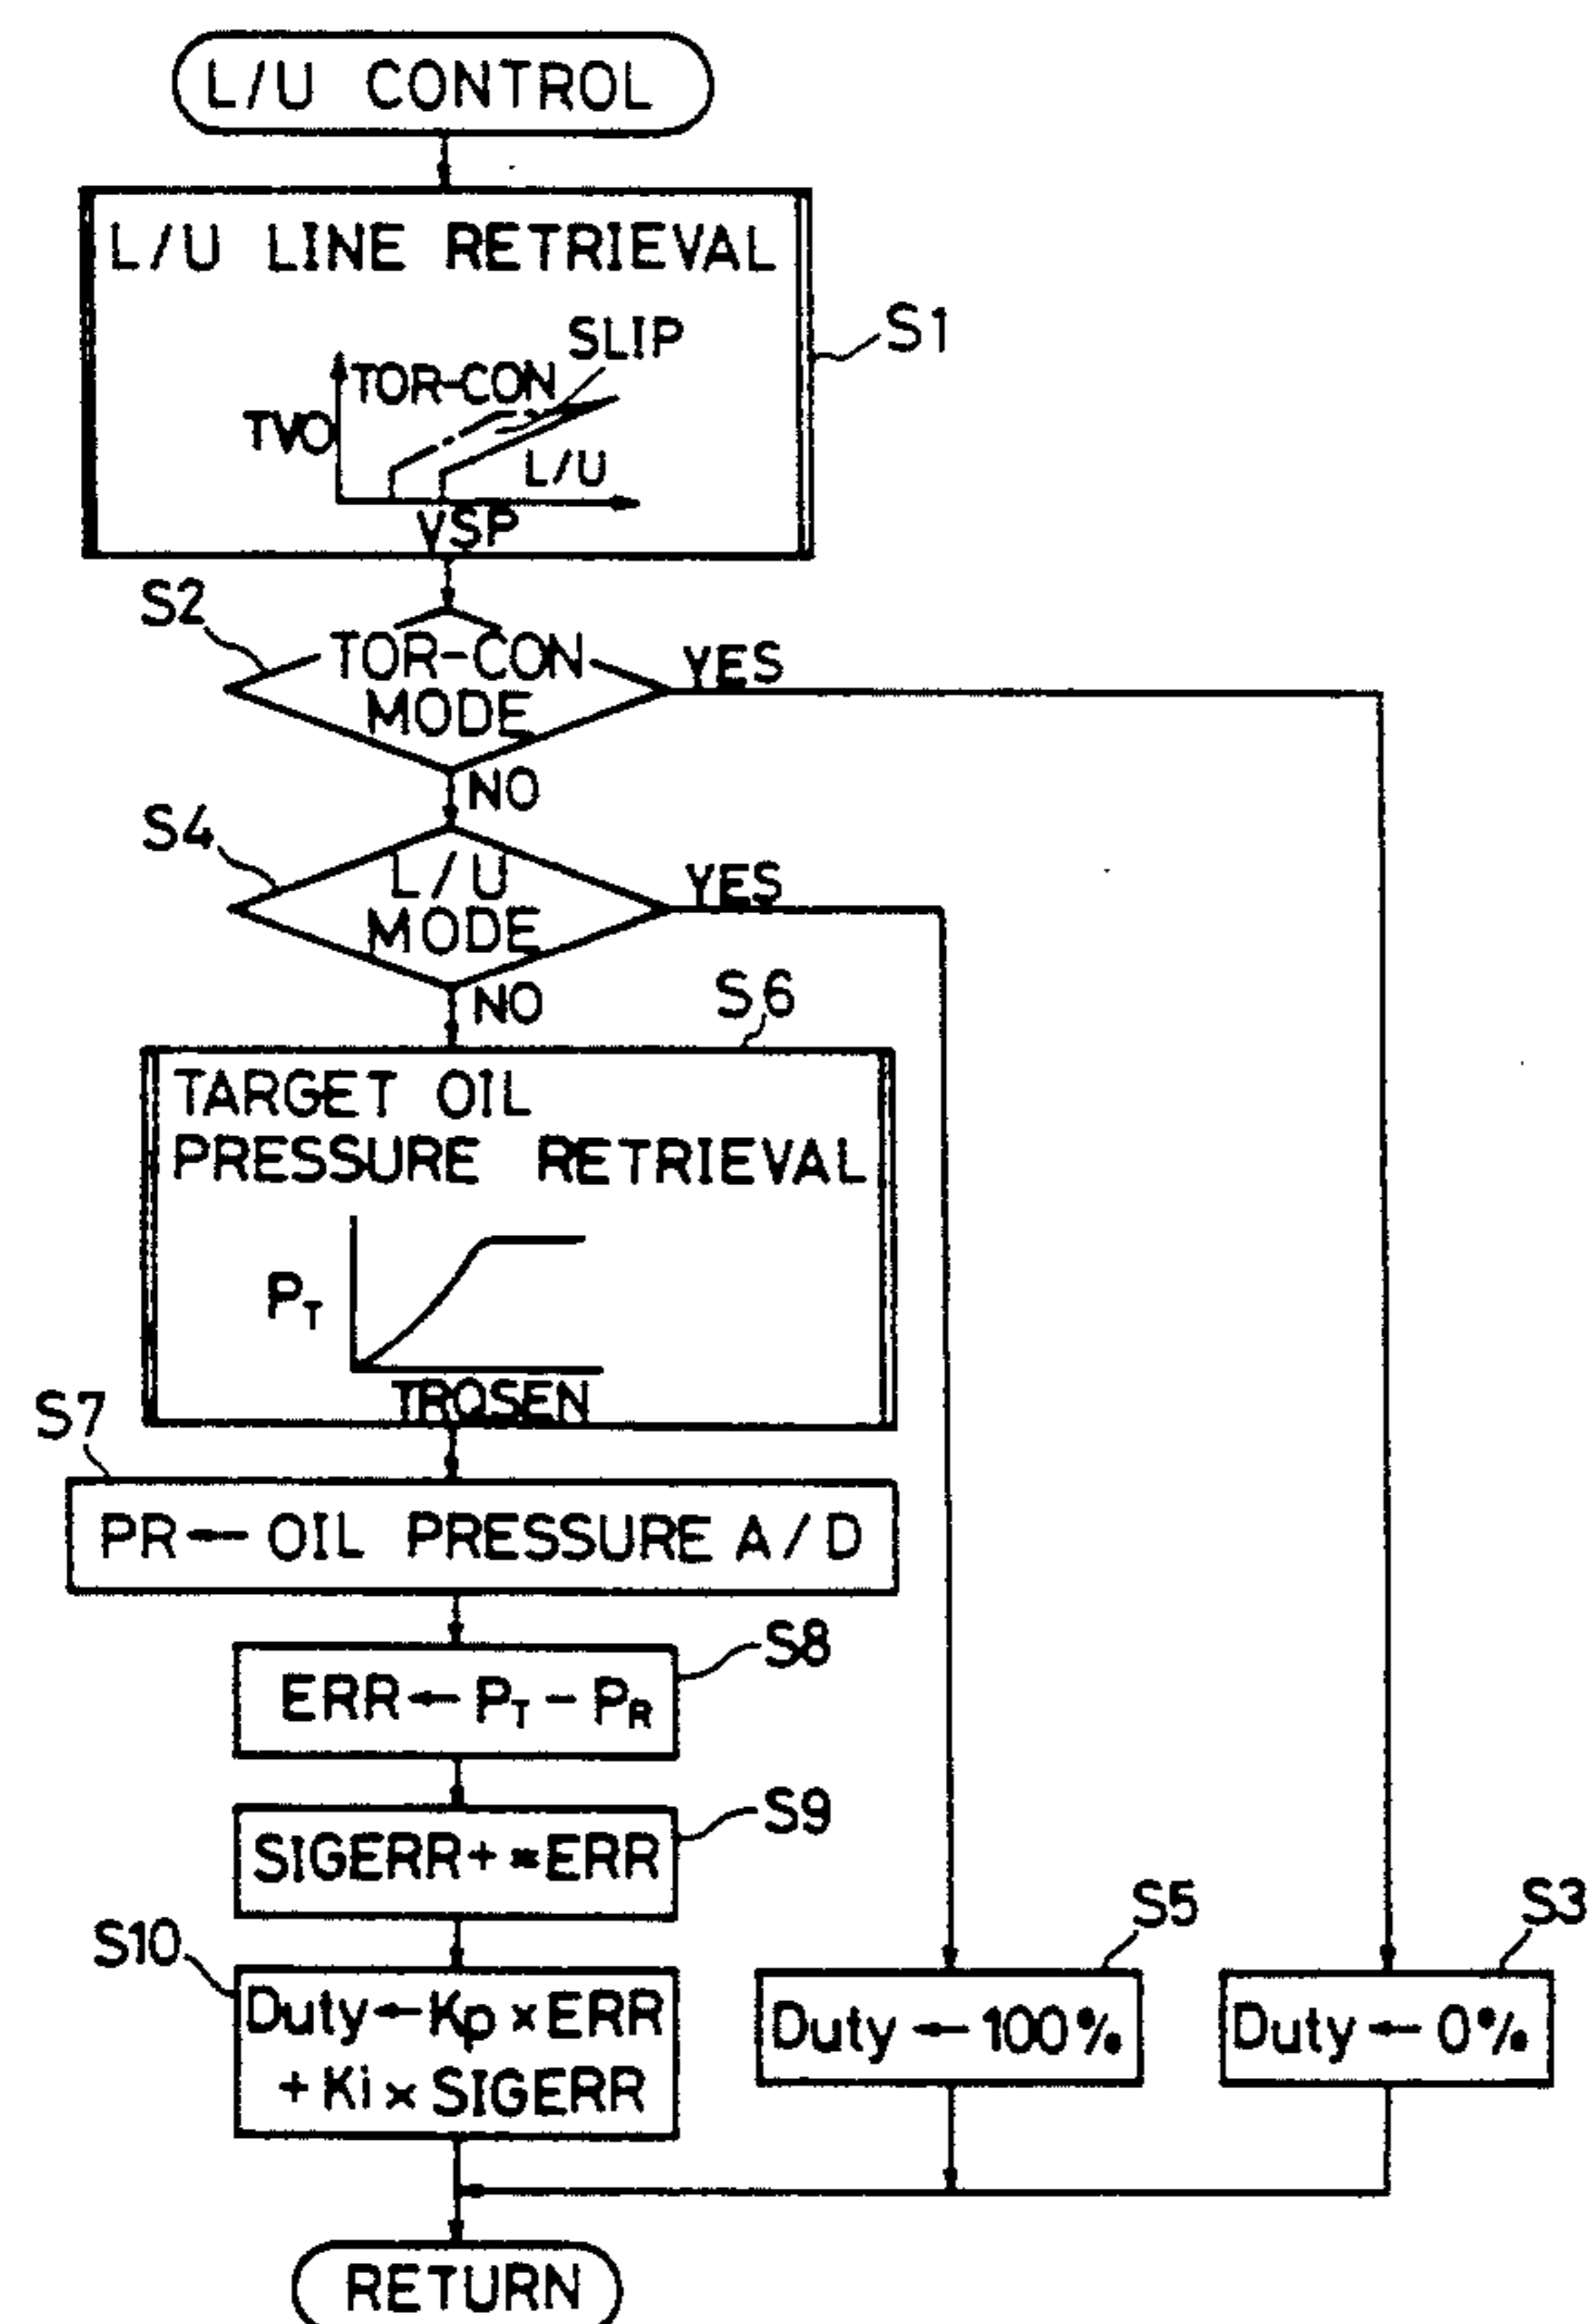 L/U CONTROL
L/U LINE RETRIEVAL
S1
SLIP
TOR-CON
TVO
L/U
VSP
S2
TOR-CON
MODE
YES
NO
S4
L/U
MODE
YES
NO
S6
TARGET OIL
PRESSURE RETRIEVAL
PT
TRQSEN
S7
PR ← OIL PRESSURE A/D
S8
ERR ← PT - PR
S9
SIGERR + = ERR
S10
Duty ← Kp × ERR
+ Ki × SIGERR
S5
Duty ← 100%
S3
Duty ← 0%
RETURN